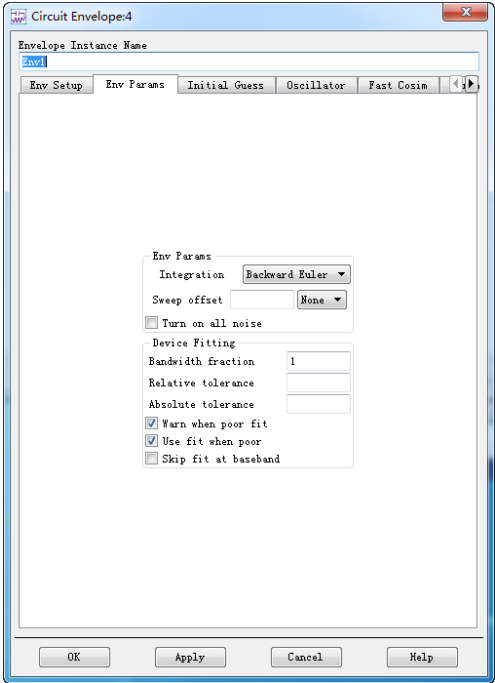 Circuit Envelope:4
Envelope Instance Name
Env1
Env Setup
Env Params
Initial Guess
Oscillator
Fast Cosim
Env Params
Integration
Backward Euler
Sweep offset
None
Turn on all noise
Device Fitting
Bandwidth fraction
1
Relative tolerance
Absolute tolerance
Warn when poor fit
Use fit when poor
Skip fit at baseband
OK
Apply
Cancel
Help